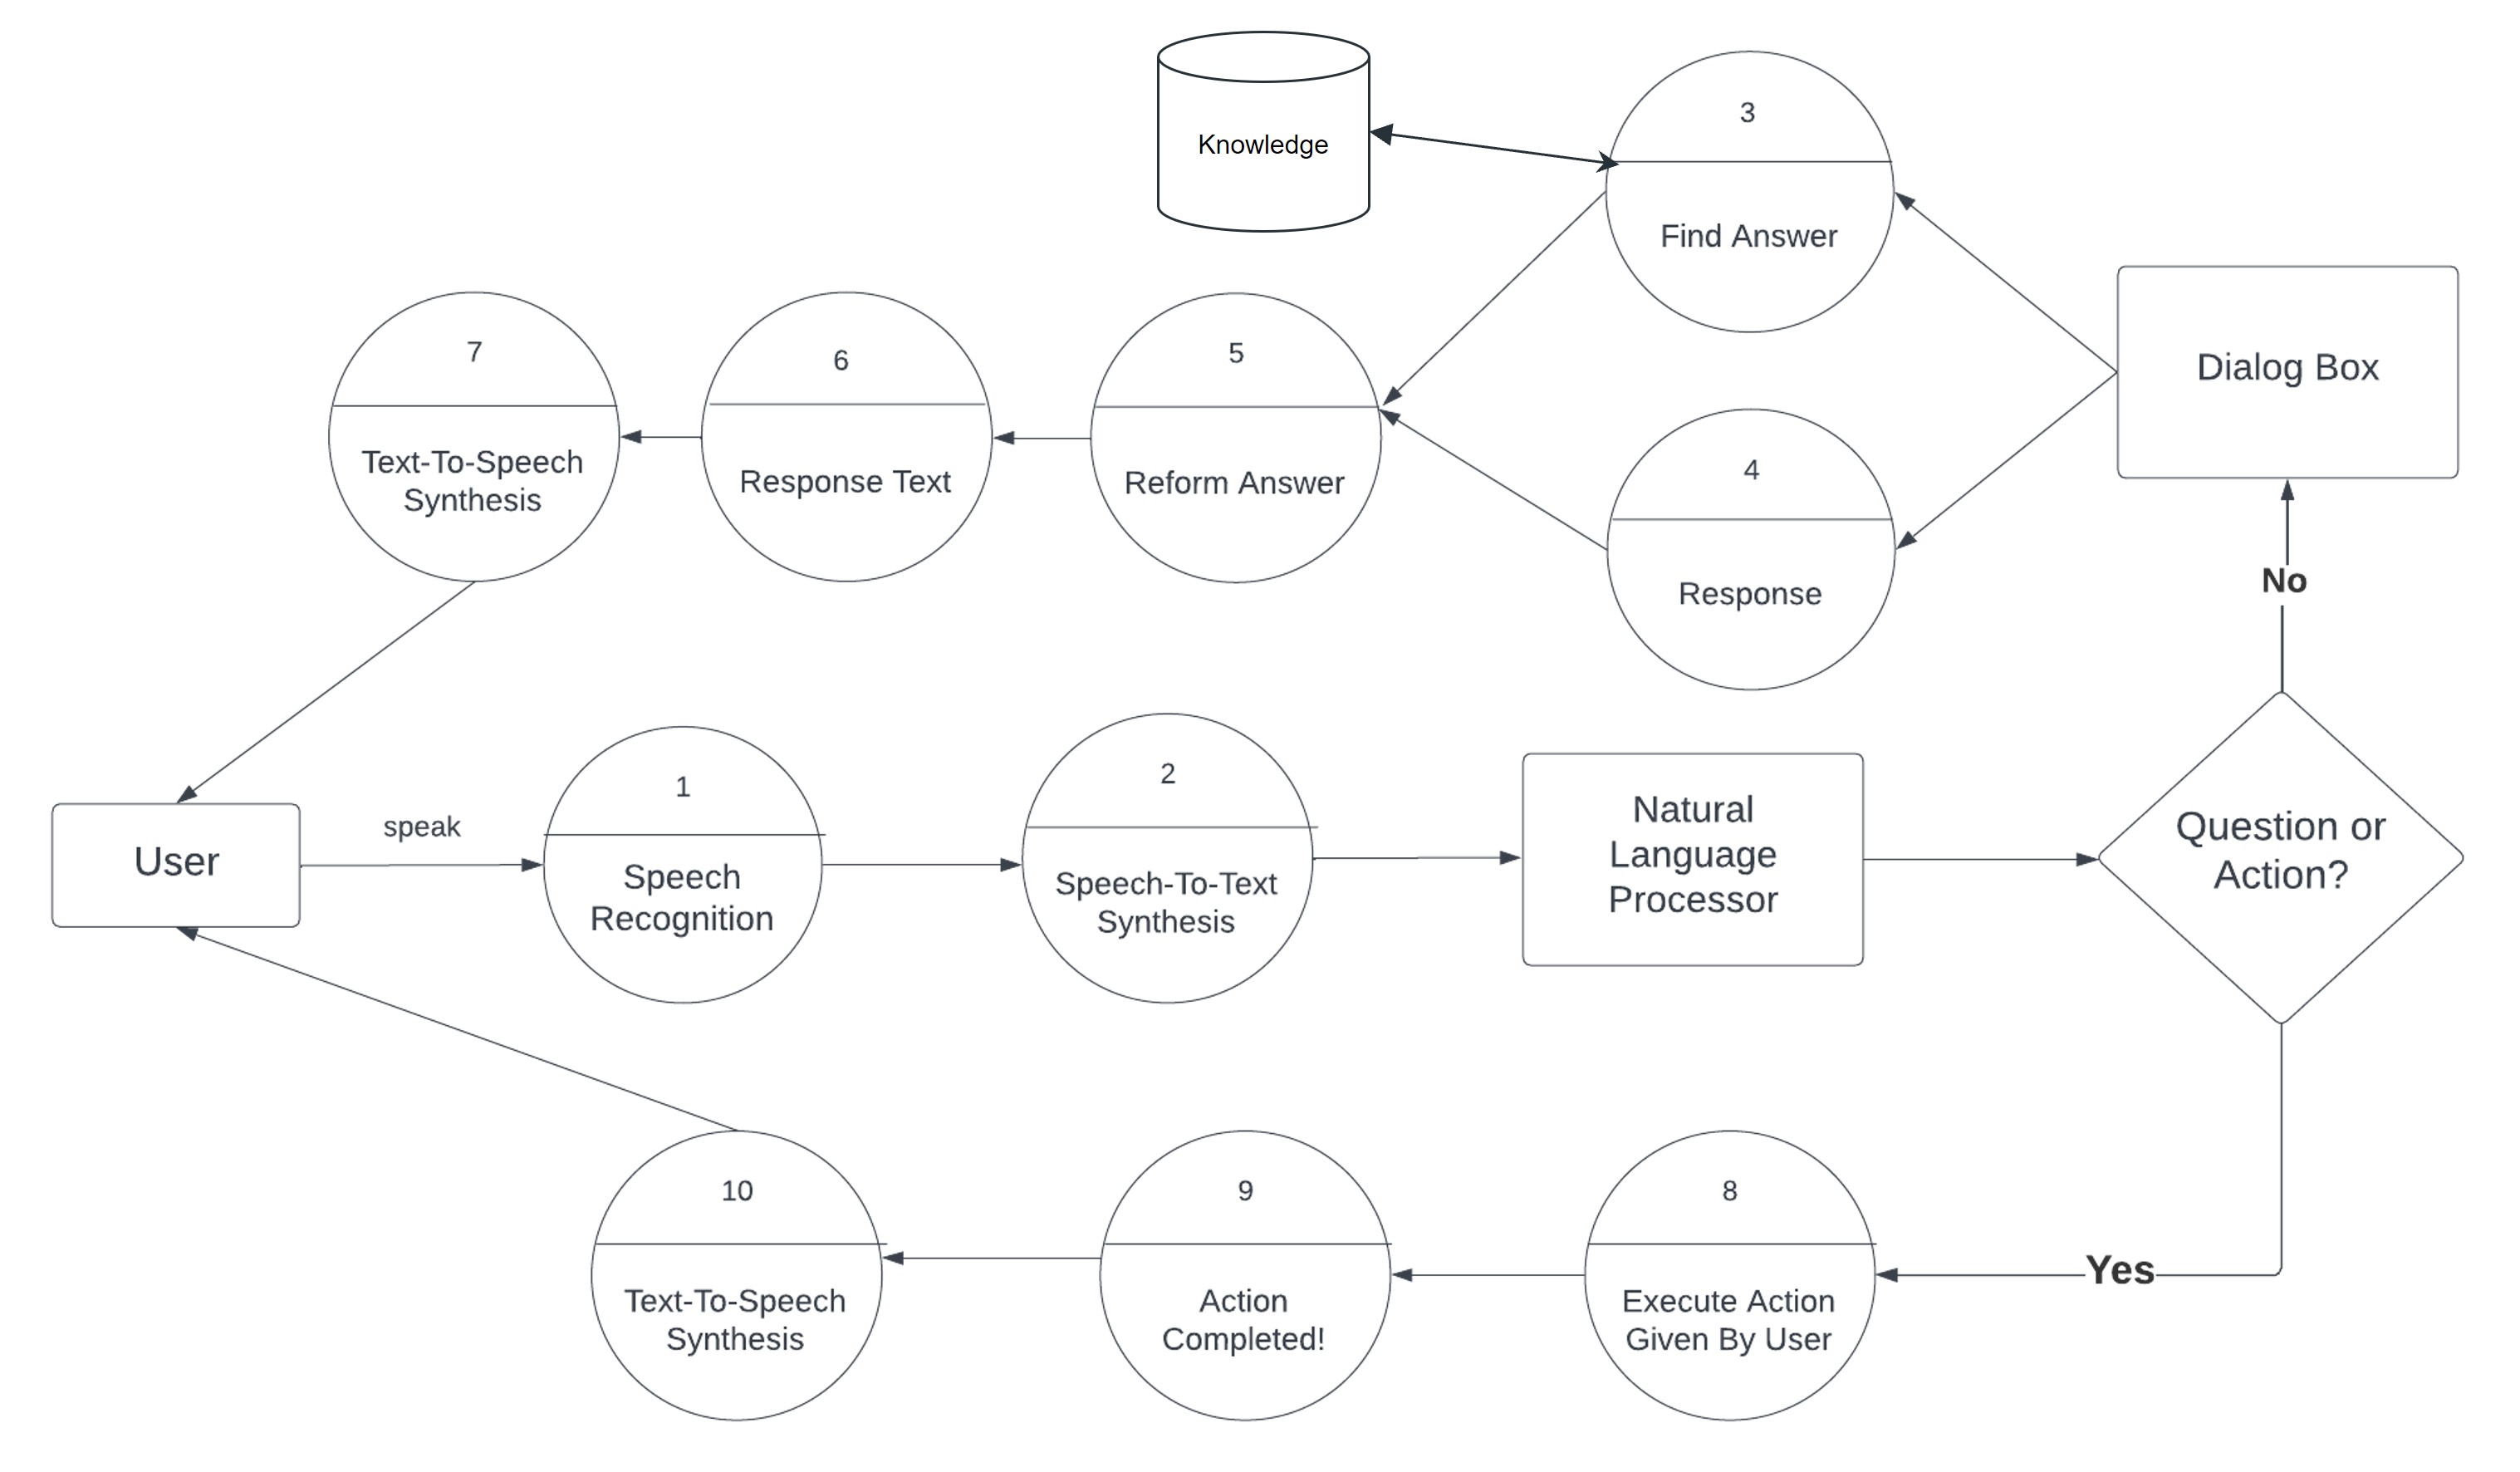 Knowledge
3
Find Answer
Dialog Box
7
Text-To-Speech
Synthesis
6
Response Text
5
Reform Answer
4
Response
No
User
speak
1
Speech
Recognition
2
Speech-To-Text
Synthesis
Natural
Language
Processor
Question or
Action?
Yes
8
Execute Action
Given By User
9
Action
Completed!
10
Text-To-Speech
Synthesis